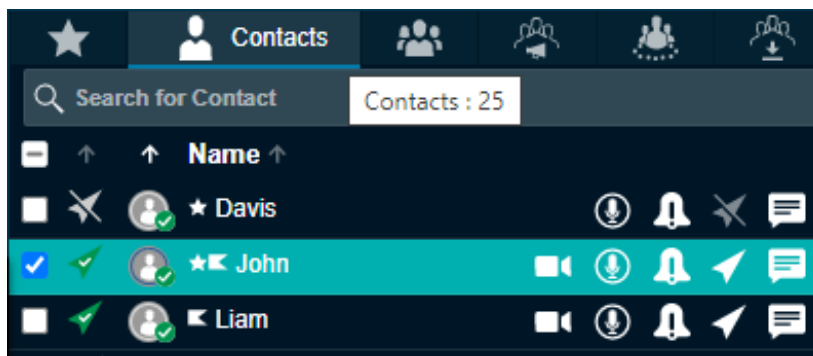 Contacts
Search for Contact
Contacts : 25
Name
Davis
John
Liam